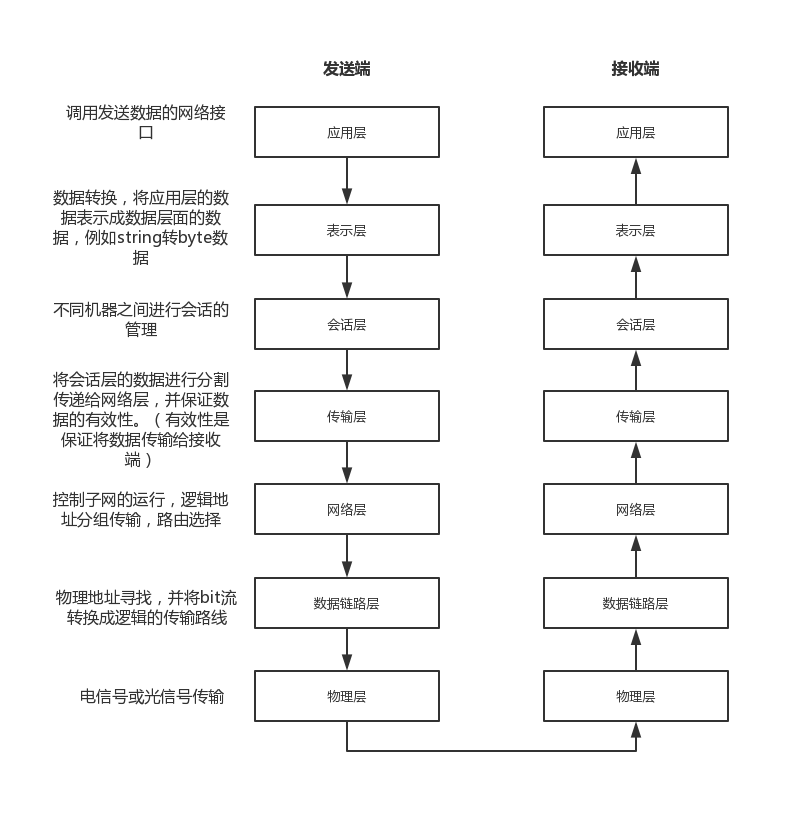 发送端
接收端
调用发送数据的网络接
口
应用层
应用层
数据转换，将应用层的数
据表示成数据层面的数
据，例如string转byte数
据
表示层
表示层
不同机器之间进行会话的
管理
会话层
会话层
将会话层的数据进行分割
传递给网络层，并保证数
据的有效性。（有效性是
保证将数据传输给接收
端）
传输层
传输层
控制子网的运行，逻辑地
址分组传输，路由选择
网络层
网络层
物理地址寻找，并将bit流
转换成逻辑的传输路线
数据链路层
数据链路层
电信号或光信号传输
物理层
物理层